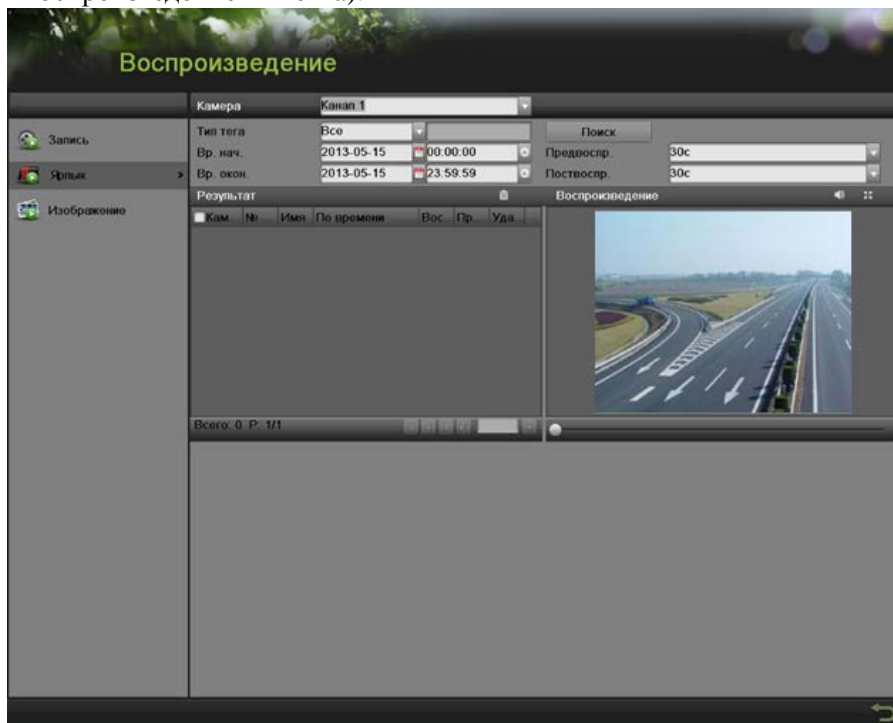 Воспроизведение
Камера Канал 1
Запись
Ярлык
Изображение
Тип тега Все Поиск
Вр. нач. 2013-05-15 00:00:00 Предвоспр. 30с
Вр. окон. 2013-05-15 23:59:59 Поствоспр. 30с
Результат Воспроизведение
Кам... № ... Имя По времени Вос... Пр... Уда...
Всего: 0 P: 1/1